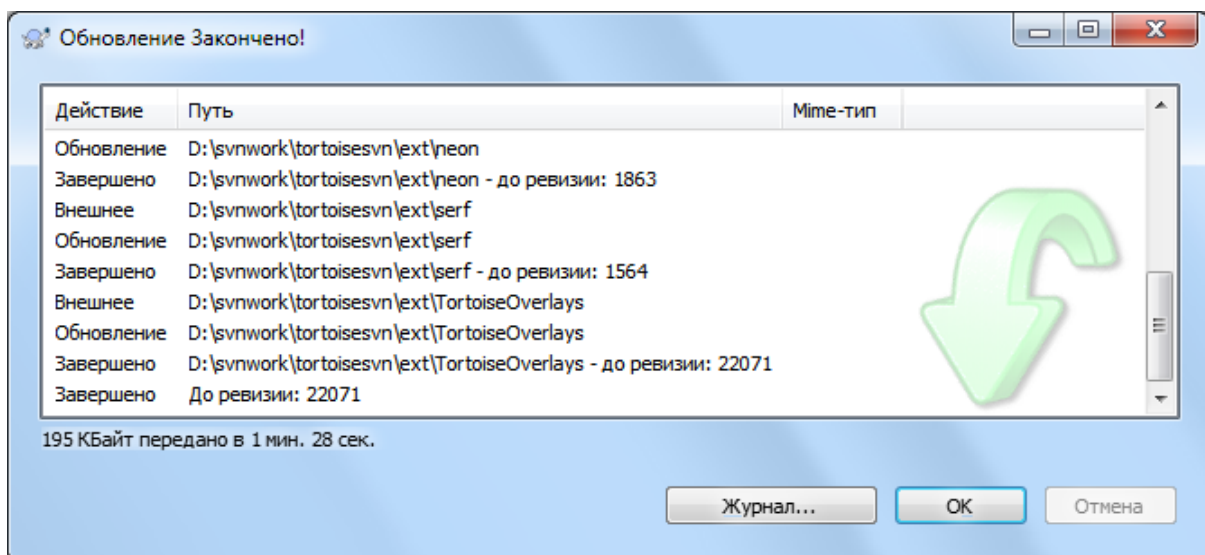 Обновление Закончено!
Действие Путь Mime-тип
Обновление D:\svnwork\tortoisesvn\ext\neon
Завершено D:\svnwork\tortoisesvn\ext\neon - до ревизии: 1863
Внешнее D:\svnwork\tortoisesvn\ext\serf
Обновление D:\svnwork\tortoisesvn\ext\serf
Завершено D:\svnwork\tortoisesvn\ext\serf - до ревизии: 1564
Внешнее D:\svnwork\tortoisesvn\ext\TortoiseOverlays
Обновление D:\svnwork\tortoisesvn\ext\TortoiseOverlays
Завершено D:\svnwork\tortoisesvn\ext\TortoiseOverlays - до ревизии: 22071
Завершено До ревизии: 22071
195 КБайт передано в 1 мин. 28 сек.
Журнал... OK Отмена